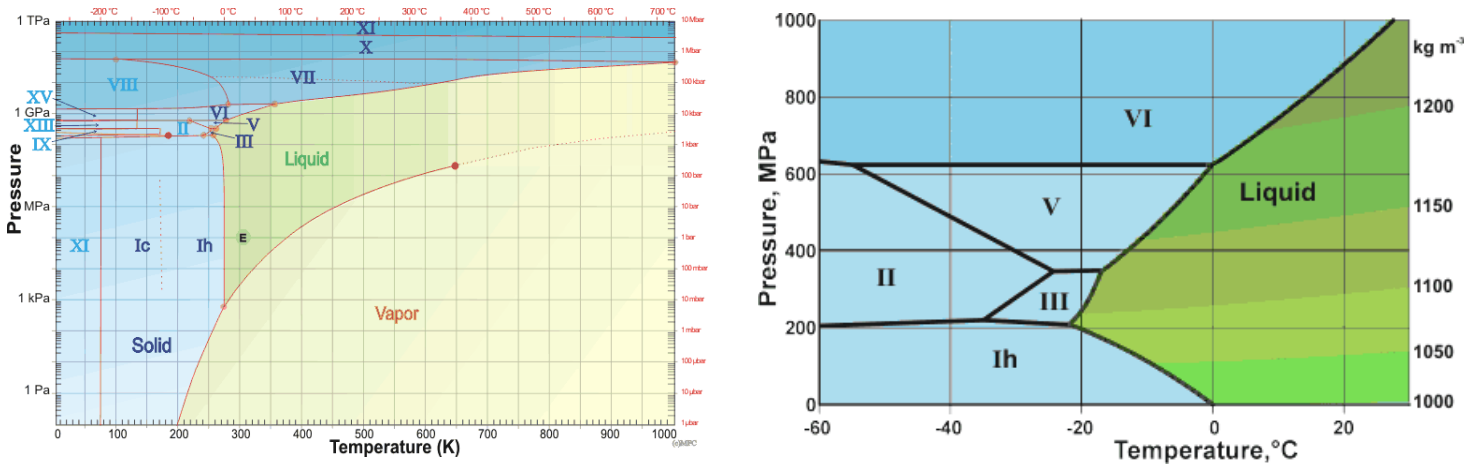 -200 °C -100 °C 0 °C 100 °C 200 °C 300 °C 400 °C 500 °C 600 °C 700 °C
1 TPa
10 Mbar
XI
X
1 Mbar
VIII
VII
100 kbar
XV
1 GPa
VI
10 kbar
XIII
II
V
IX
III
1 kbar
Liquid
100 bar
Pressure
MPa
10 bar
XI
Ic
Ih
E
1 bar
100 mbar
1 kPa
10 mbar
Vapor
Solid
1 mbar
100 µbar
1 Pa
10 µbar
1 µbar
0 100 200 300 400 500 600 700 800 900 1000
Temperature (K)
1000
kg m⁻³
800
1200
VI
600
Liquid
V
1150
400
II
III
1100
200
Ih
1050
0
1000
Pressure, MPa
-60 -40 -20 0 20
Temperature,°C